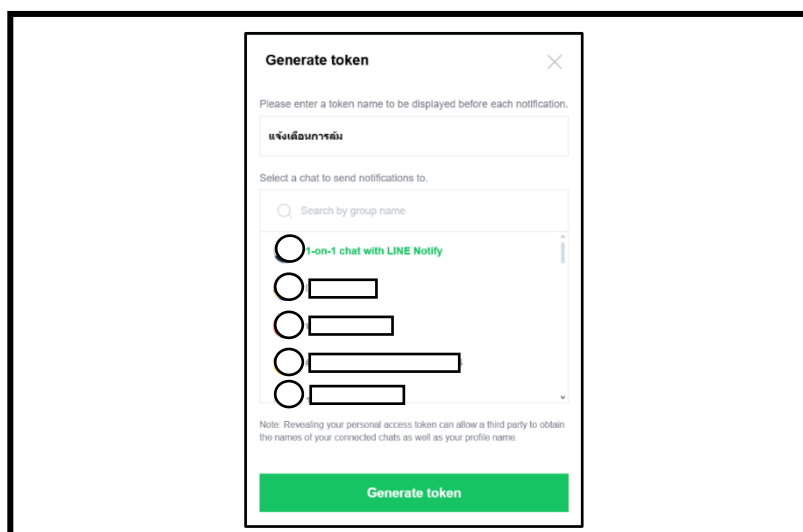 Generate token
Please enter a token name to be displayed before each notification.
แจ้งเตือนการล้ม
Select a chat to send notifications to.
Search by group name
1-on-1 chat with LINE Notify
Note: Revealing your personal access token can allow a third party to obtain
the names of your connected chats as well as your profile name.
Generate token